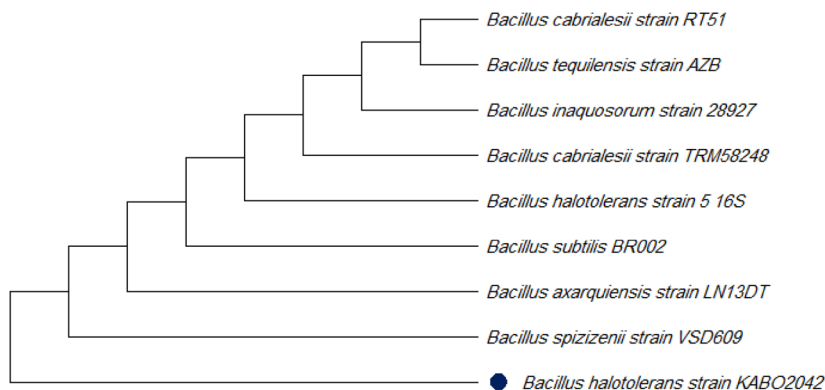 Bacillus cabrialesii strain RT51
Bacillus tequilensis strain AZB
Bacillus inaquosorum strain 28927
Bacillus cabrialesii strain TRM58248
Bacillus halotolerans strain 5 16S
Bacillus subtilis BR002
Bacillus axarquiensis strain LN13DT
Bacillus spizizenii strain VSD609
Bacillus halotolerans strain KABO2042